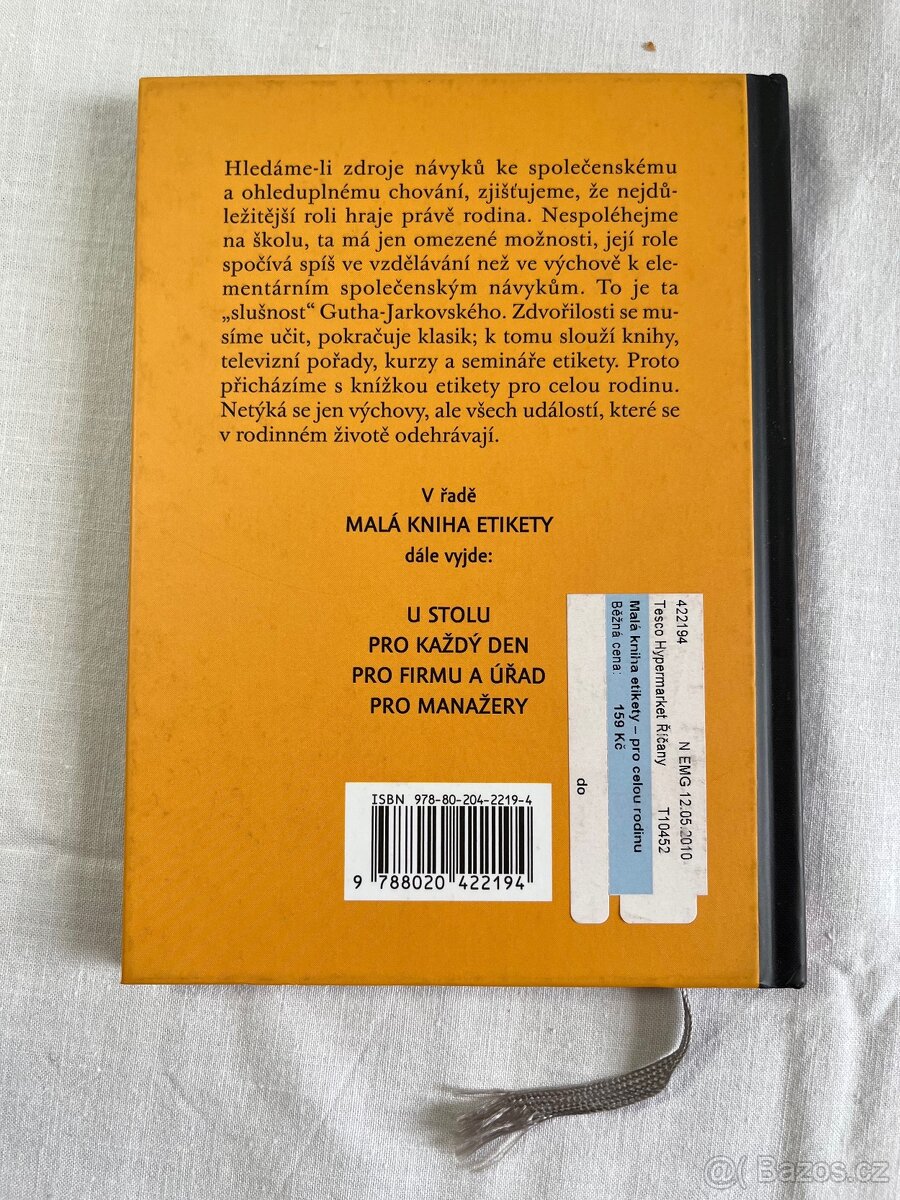 Hledáme-li zdroje návyků ke společenskému
a ohleduplnému chování, zjišťujeme, že nejdů-
ležitější roli hraje právě rodina. Nespoléhejme
na školu, ta má jen omezené možnosti, její role
spočívá spíš ve vzdělávání než ve výchově k ele-
mentárním společenským návykům. To je ta
„slušnost“ Gutha-Jarkovského. Zdvořilosti se mu-
síme učit, pokračuje klasik; k tomu slouží knihy,
televizní pořady, kurzy a semináře etikety. Proto
přicházíme s knížkou etikety pro celou rodinu.
Netýká se jen výchovy, ale všech událostí, které se
v rodinném životě odehrávají.
V řadě
MALÁ KNIHA ETIKETY
dále vyjde:
U STOLU
PRO KAŽDÝ DEN
PRO FIRMU A ÚŘAD
PRO MANAŽERY
422194 N EMG 12.05.2010
Tesco Hypermarket Říčany T10452
Malá kniha etikety – pro celou rodinu
Běžná cena: 159 Kč
do
ISBN 978-80-204-2219-4
9 788020 422194
@( Bazos.cz